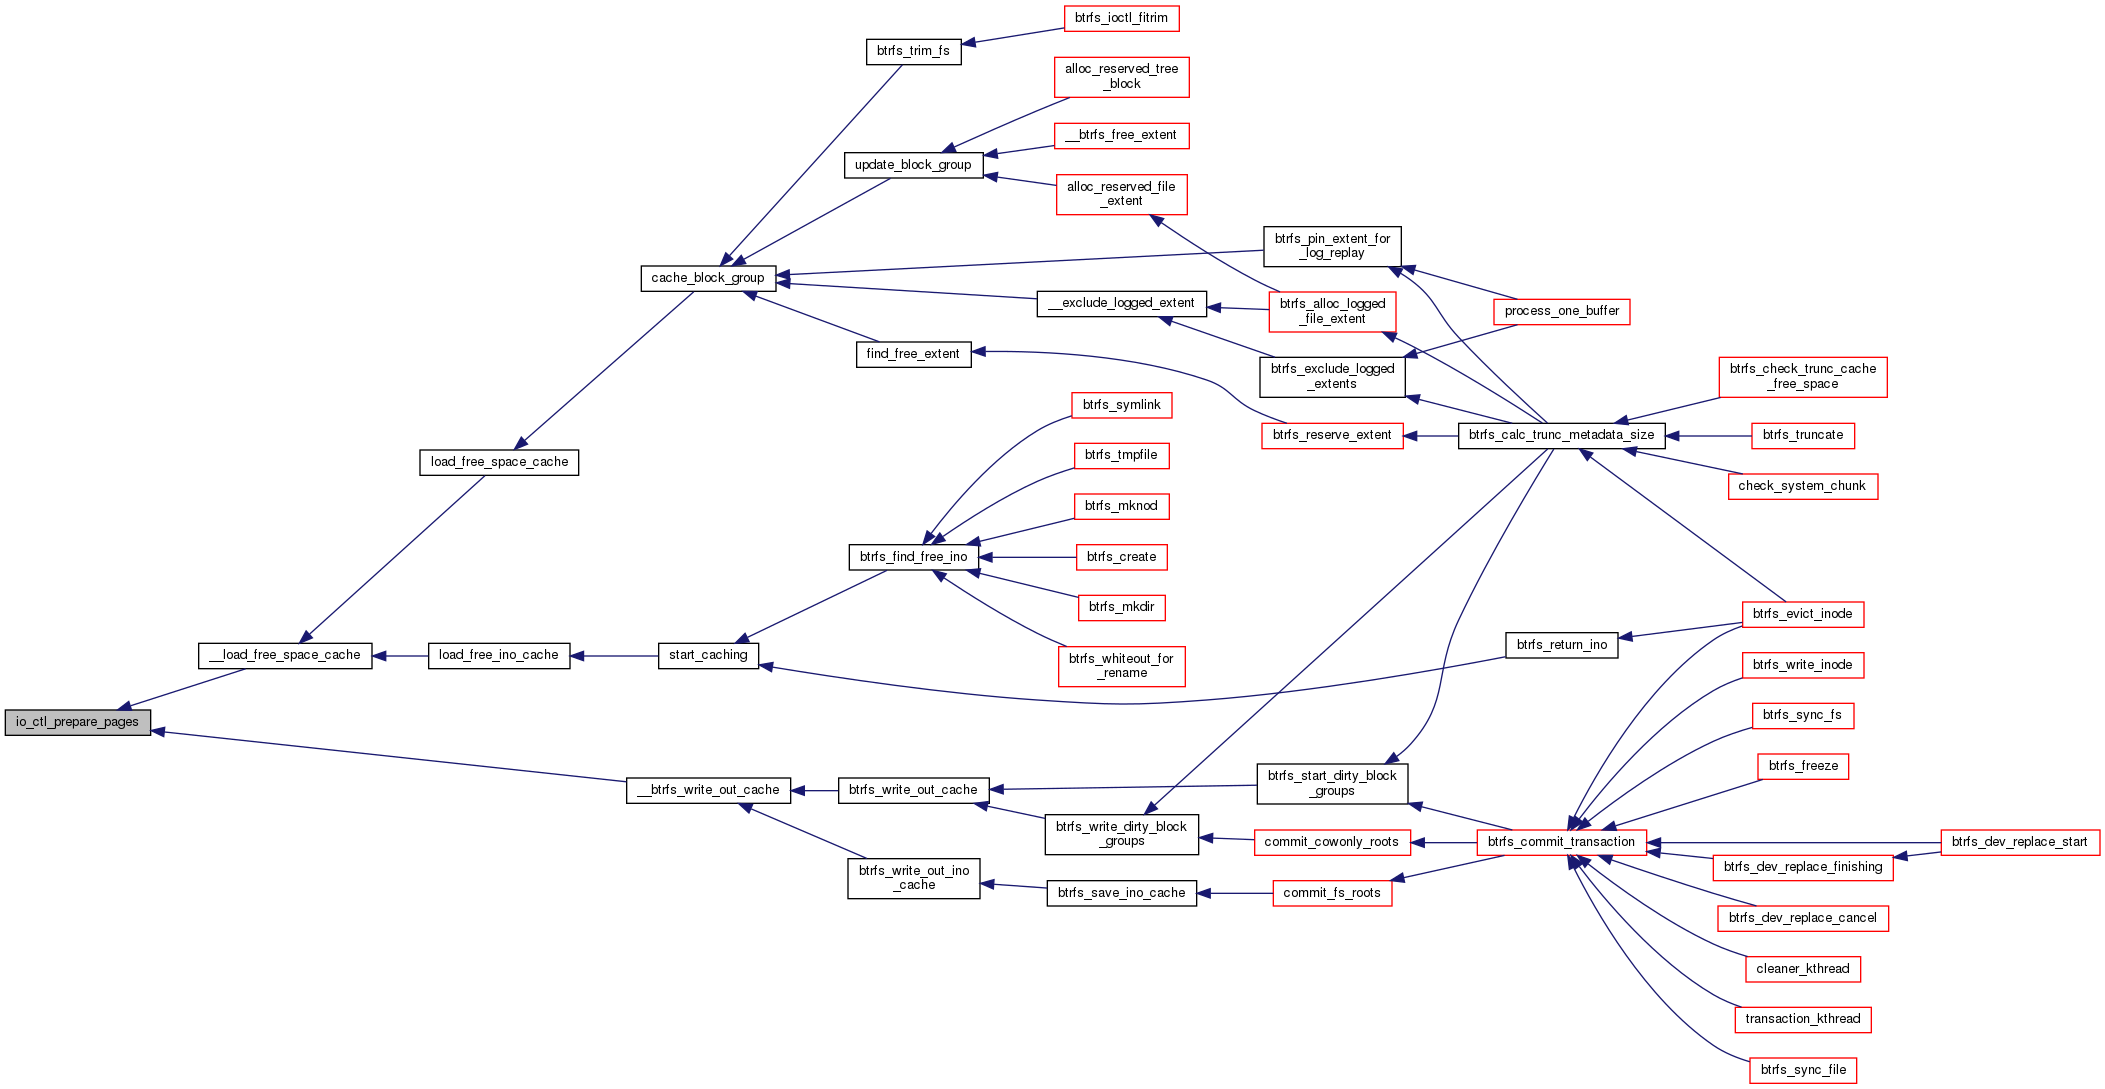 btrfs_ioctl_fitrim
btrfs_trim_fs
alloc_reserved_tree
_block
__btrfs_free_extent
update_block_group
alloc_reserved_file
_extent
btrfs_pin_extent_for
_log_replay
cache_block_group
__exclude_logged_extent
btrfs_alloc_logged
_file_extent
process_one_buffer
find_free_extent
btrfs_exclude_logged
_extents
btrfs_check_trunc_cache
_free_space
btrfs_symlink
btrfs_reserve_extent
btrfs_calc_trunc_metadata_size
btrfs_truncate
load_free_space_cache
btrfs_tmpfile
check_system_chunk
btrfs_mknod
btrfs_find_free_ino
btrfs_create
btrfs_mkdir
btrfs_evict_inode
__load_free_space_cache
load_free_ino_cache
start_caching
btrfs_return_ino
btrfs_whiteout_for
_rename
btrfs_write_inode
io_ctl_prepare_pages
btrfs_sync_fs
btrfs_freeze
__btrfs_write_out_cache
btrfs_write_out_cache
btrfs_start_dirty_block
_groups
btrfs_write_dirty_block
_groups
commit_cowonly_roots
btrfs_commit_transaction
btrfs_dev_replace_start
btrfs_dev_replace_finishing
btrfs_write_out_ino
_cache
btrfs_save_ino_cache
commit_fs_roots
btrfs_dev_replace_cancel
cleaner_kthread
transaction_kthread
btrfs_sync_file